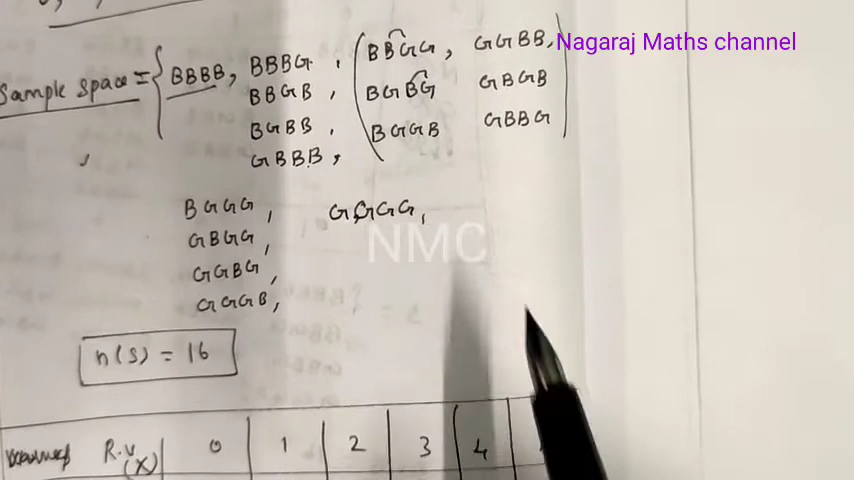 Nagaraj Maths channel
Sample space = { BBBB, BBBG, BBGG, GGBB,
BBGB, BGBG GBGB
BGBB, BGGB GBBG
GBBB,
BGGG, GGGG,
GBGG,
GGBG,
GGGB,
NMC
n(s) = 16
R.V (X) 0 1 2 3 4